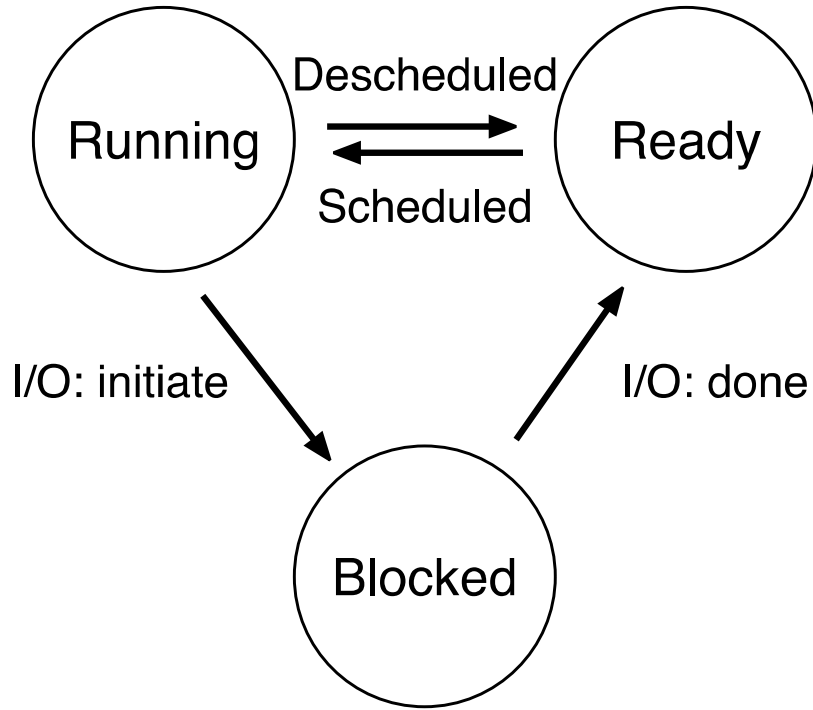 Descheduled
Running
Ready
Scheduled
I/O: initiate
I/O: done
Blocked